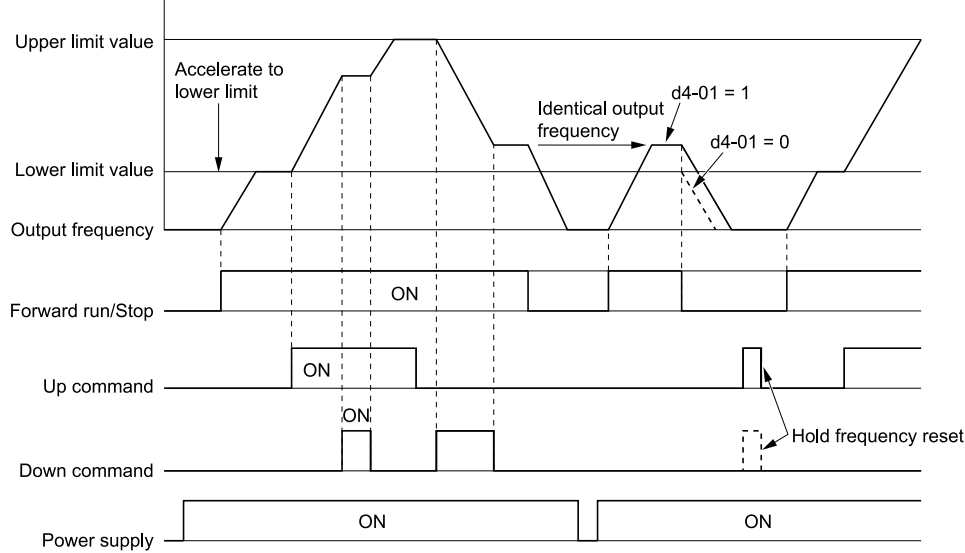 Upper limit value
Accelerate to
lower limit
Identical output
frequency
d4-01 = 1
d4-01 = 0
Lower limit value
Output frequency
Forward run/Stop
ON
Up command
ON
ON
Down command
Hold frequency reset
Power supply
ON
ON